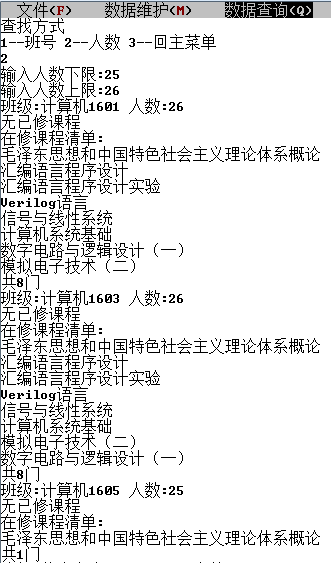 文件(F) 数据维护(M) 数据查询(Q)
查找方式
1--班号 2--人数 3--回主菜单
2
输入人数下限:25
输入人数上限:26
班级:计算机1601 人数:26
无已修课程
在修课程清单:
毛泽东思想和中国特色社会主义理论体系概论
汇编语言程序设计
汇编语言程序设计实验
Verilog语言
信号与线性系统
计算机系统基础
数字电路与逻辑设计（一）
模拟电子技术（二）
共8门
班级:计算机1603 人数:26
无已修课程
在修课程清单:
毛泽东思想和中国特色社会主义理论体系概论
汇编语言程序设计
汇编语言程序设计实验
Verilog语言
信号与线性系统
计算机系统基础
模拟电子技术（二）
数字电路与逻辑设计（一）
共8门
班级:计算机1605 人数:25
无已修课程
在修课程清单:
毛泽东思想和中国特色社会主义理论体系概论
共1门